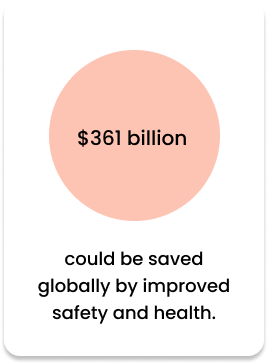 $361 billion
could be saved
globally by improved
safety and health.